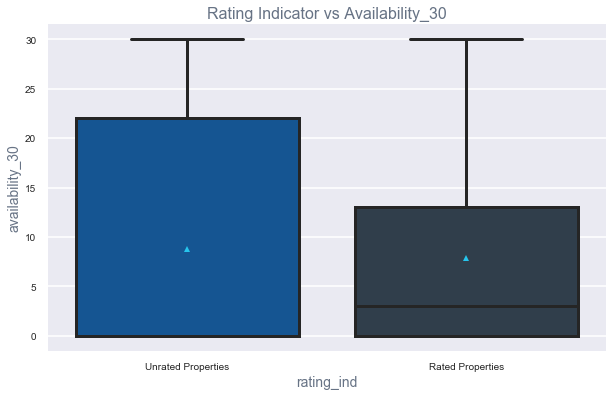 Rating Indicator vs Availability_30
30
25
20
15
10
5
0
availability_30
Unrated Properties
Rated Properties
rating_ind